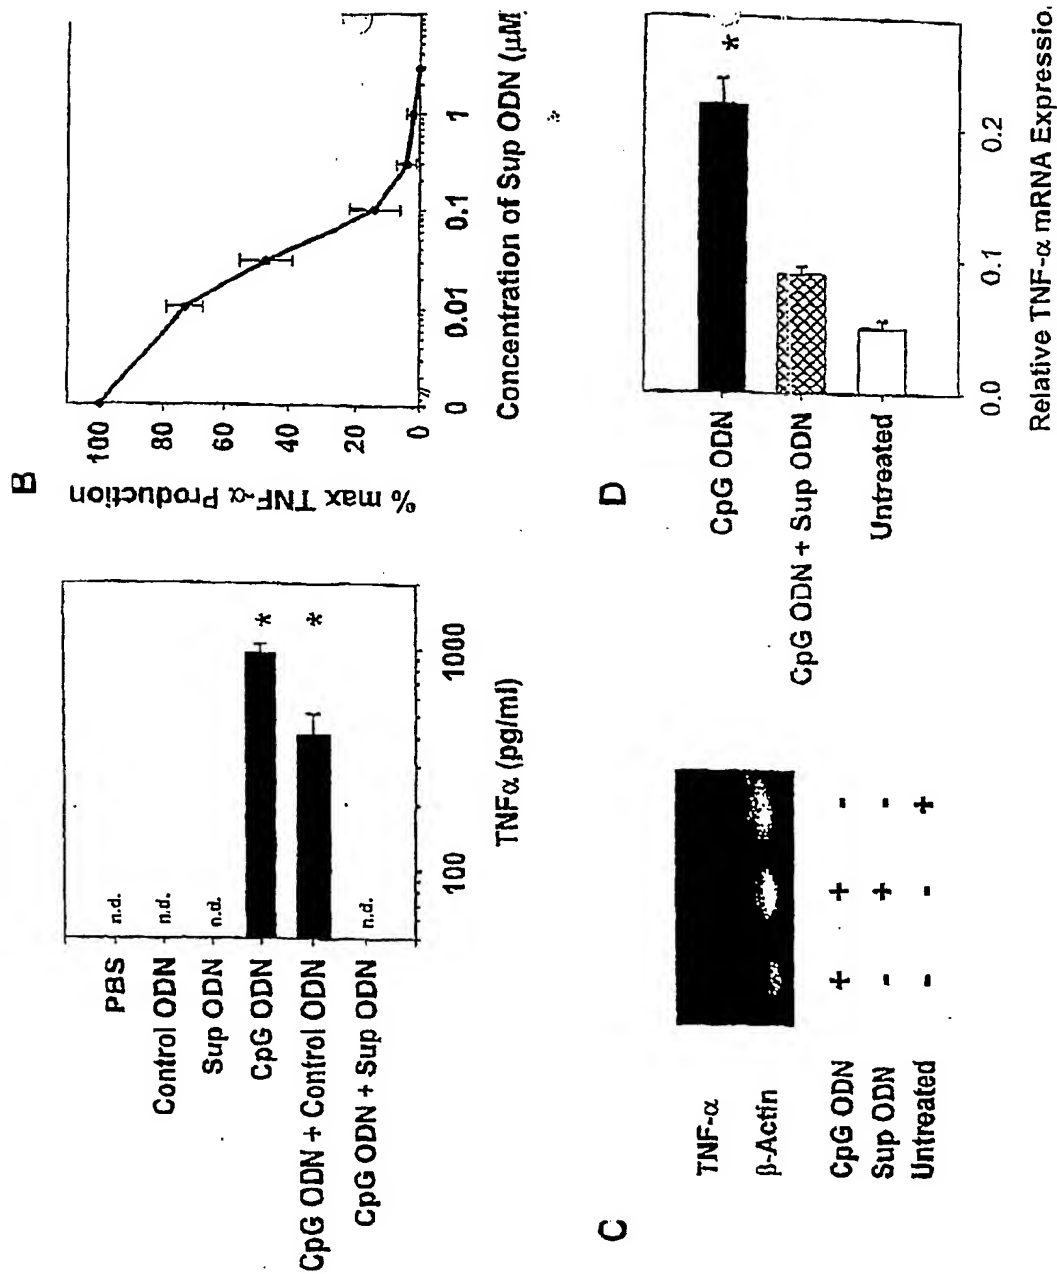 PBS n.d.
Control ODN n.d.
Sup ODN n.d.
CpG ODN *
CpG ODN + Control ODN *
CpG ODN + Sup ODN n.d.
100 1000
TNFα (pg/ml)
B
% max TNF-α Production
100
80
60
40
20
0
0 0.01 0.1 1
Concentration of Sup ODN (μM)
C
TNF-α
β-Actin
CpG ODN + + -
Sup ODN - + -
Untreated - - +
D
CpG ODN *
CpG ODN + Sup ODN
Untreated
0.0 0.1 0.2
Relative TNF-α mRNA Expressio